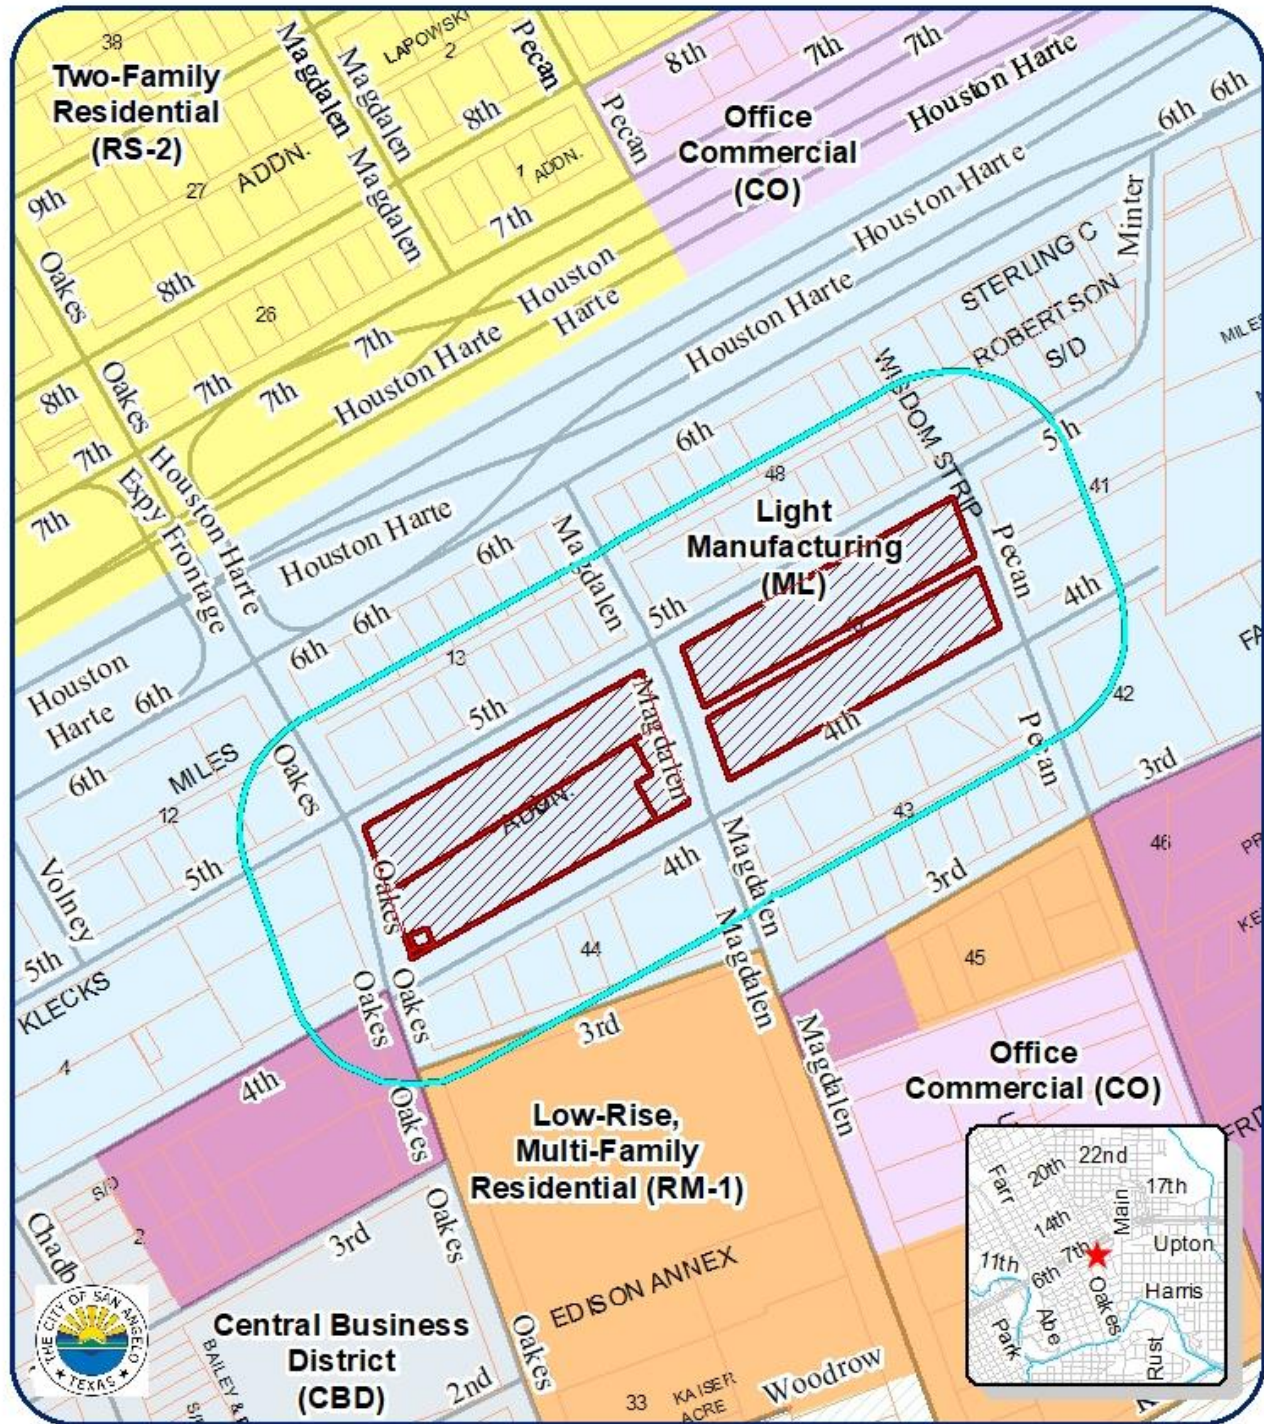 38
LAPOWSKI
2
Pecan
Magdalen
Magdalen
8th
7th
7th
Houston Harte
6th
6th
Two-Family
Residential
(RS-2)
8th
Pecan
Office
Commercial
(CO)
ADDN.
27
1
ADDN.
Magdalen
9th
7th
Houston Harte
Minter
Oakes
8th
26
Houston
Harte
Houston Harte
STERLING C
ROBERTSON
S/D
7th
Houston Harte
7th
7th
8th
Oakes
7th
7th
WISDOM STRIP
6th
5th
48
41
Houston Harte
Expy Frontage
Houston Harte
6th
Magdalen
Light
Manufacturing
(ML)
Pecan
4th
6th
6th
13
5th
Houston
Harte
6th
5th
Magdalen
42
4th
Pecan
3rd
6th
MILES
Oakes
12
5th
ADDN.
43
Volney
Oakes
4th
Magdalen
3rd
46
5th
KLECKS
44
45
Oakes
Oakes
Magdalen
3rd
Magdalen
4
4th
Oakes
Office
Commercial (CO)
Low-Rise,
Multi-Family
Residential (RM-1)
S/D
2
3rd
Oakes
EDISON ANNEX
Chadb
THE CITY OF SAN ANGELO
TEXAS
Central Business
District
(CBD)
BAILEY &
2nd
Oakes
33
KAISER
ACRE
Woodrow
Farr
20th
22nd
17th
14th
Main
7th
11th
6th
Upton
Oakes
Harris
Park
Abe
Rust